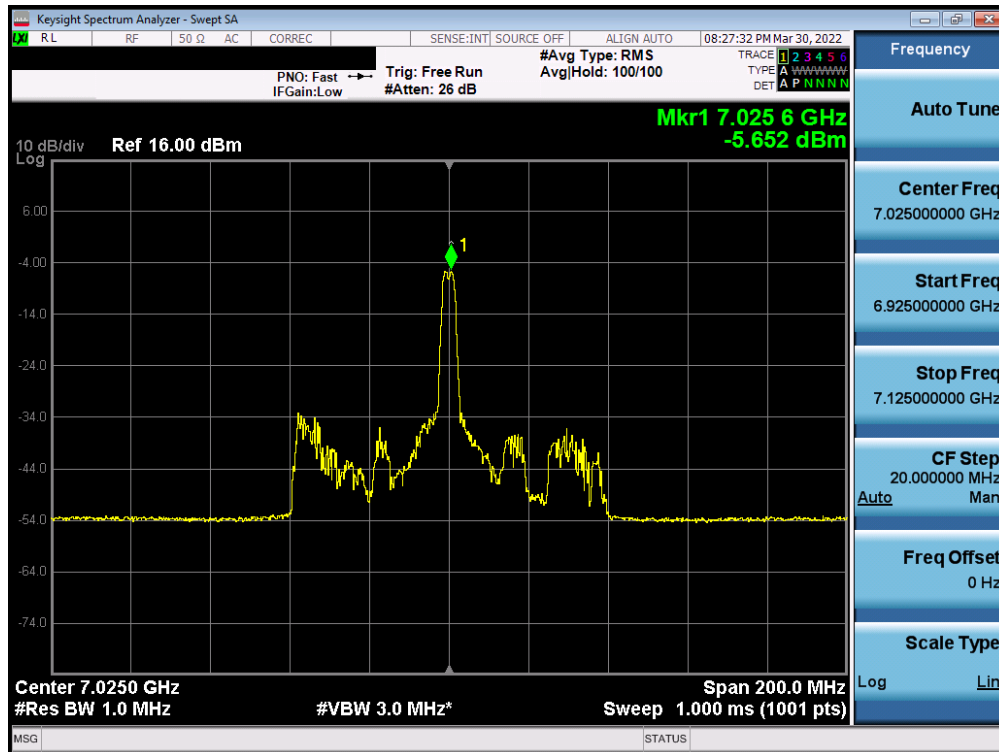 Keysight Spectrum Analyzer - Swept SA
LXI RL RF 50 Ω AC CORREC SENSE:INT SOURCE OFF ALIGN AUTO 08:27:32 PM Mar 30, 2022
PNO: Fast
IFGain:Low
Trig: Free Run
#Atten: 26 dB
#Avg Type: RMS
Avg|Hold: 100/100
TRACE 1 2 3 4 5 6
TYPE A WWWWW
DET A P N N N N
Mkr1 7.025 6 GHz
-5.652 dBm
10 dB/div Ref 16.00 dBm
Log
6.00
1
-4.00
-14.0
-24.0
-34.0
-44.0
-54.0
-64.0
-74.0
Center 7.0250 GHz Span 200.0 MHz
#Res BW 1.0 MHz #VBW 3.0 MHz* Sweep 1.000 ms (1001 pts)
MSG STATUS
Frequency
Auto Tune
Center Freq
7.025000000 GHz
Start Freq
6.925000000 GHz
Stop Freq
7.125000000 GHz
CF Step
20.000000 MHz
Auto Man
Freq Offset
0 Hz
Scale Type
Log Lin